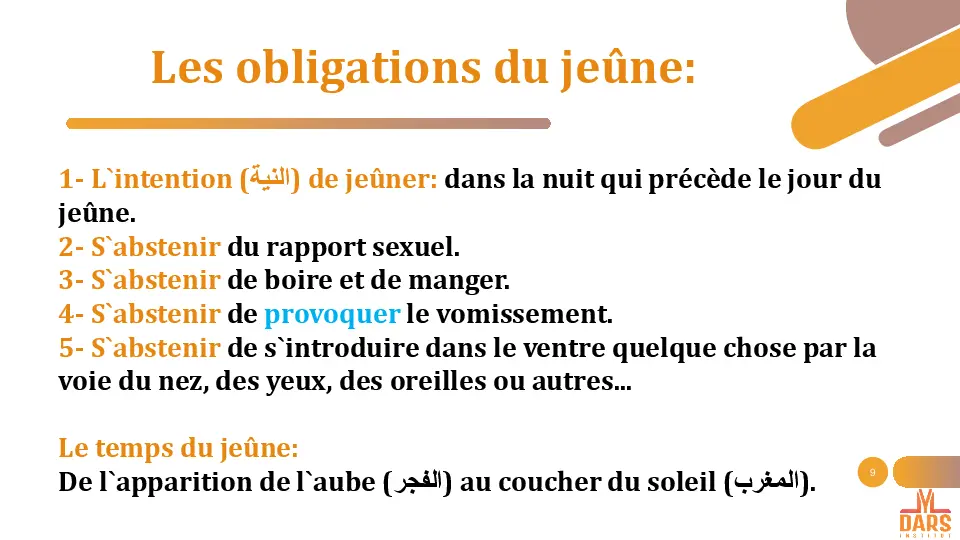 Les obligations du jeûne:
1- L`intention (النية) de jeûner: dans la nuit qui précède le jour du
jeûne.
2- S`abstenir du rapport sexuel.
3- S`abstenir de boire et de manger.
4- S`abstenir de provoquer le vomissement.
5- S`abstenir de s`introduire dans le ventre quelque chose par la
voie du nez, des yeux, des oreilles ou autres...
Le temps du jeûne:
De l`apparition de l`aube (الفجر) au coucher du soleil (المغرب).
9
DARS
INSTITUT